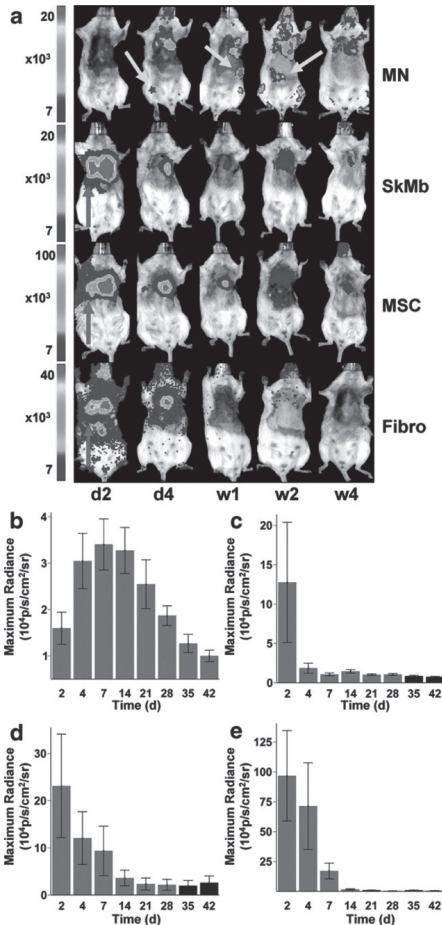 a
20
x10³
7
MN
20
x10³
7
SkMb
100
x10³
7
MSC
40
x10³
7
Fibro
d2 d4 w1 w2 w4
b
Maximum Radiance
(10⁴p/s/cm²/sr)
4
3
2
1
2 4 7 14 21 28 35 42
Time (d)
c
Maximum Radiance
(10⁴p/s/cm²/sr)
20
15
10
5
0
2 4 7 14 21 28 35 42
Time (d)
d
Maximum Radiance
(10⁴p/s/cm²/sr)
30
20
10
0
2 4 7 14 21 28 35 42
Time (d)
e
Maximum Radiance
(10⁴p/s/cm²/sr)
125
100
75
50
25
2 4 7 14 21 28 35 42
Time (d)